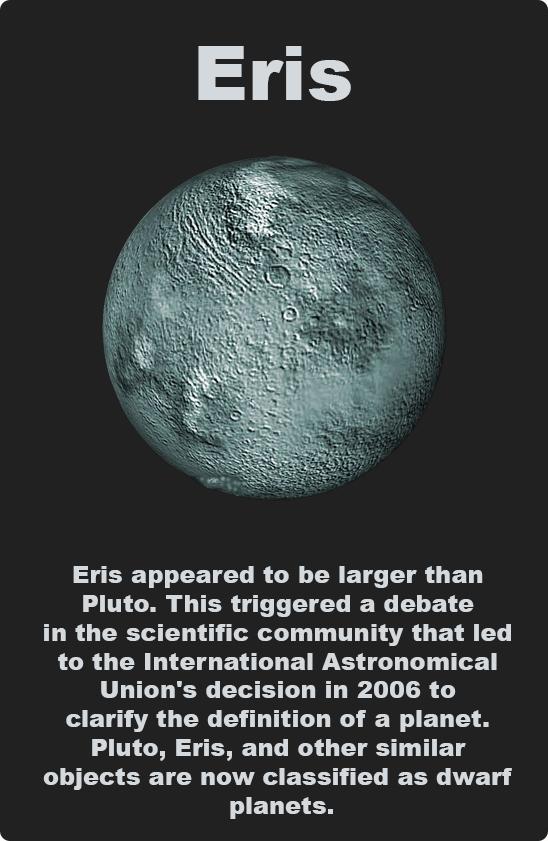 Eris
Eris appeared to be larger than
Pluto. This triggered a debate
in the scientific community that led
to the International Astronomical
Union's decision in 2006 to
clarify the definition of a planet.
Pluto, Eris, and other similar
objects are now classified as dwarf
planets.